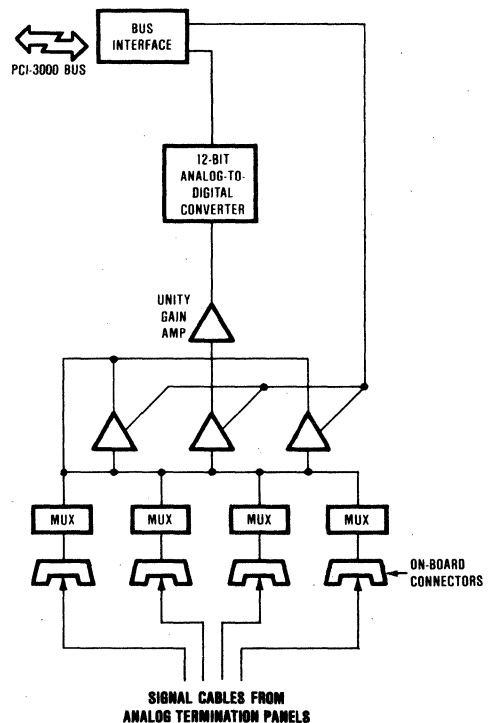 BUS
INTERFACE
PCI-3000 BUS
12-BIT
ANALOG-TO-
DIGITAL
CONVERTER
UNITY
GAIN
AMP
MUX
MUX
MUX
MUX
ON-BOARD
CONNECTORS
SIGNAL CABLES FROM
ANALOG TERMINATION PANELS